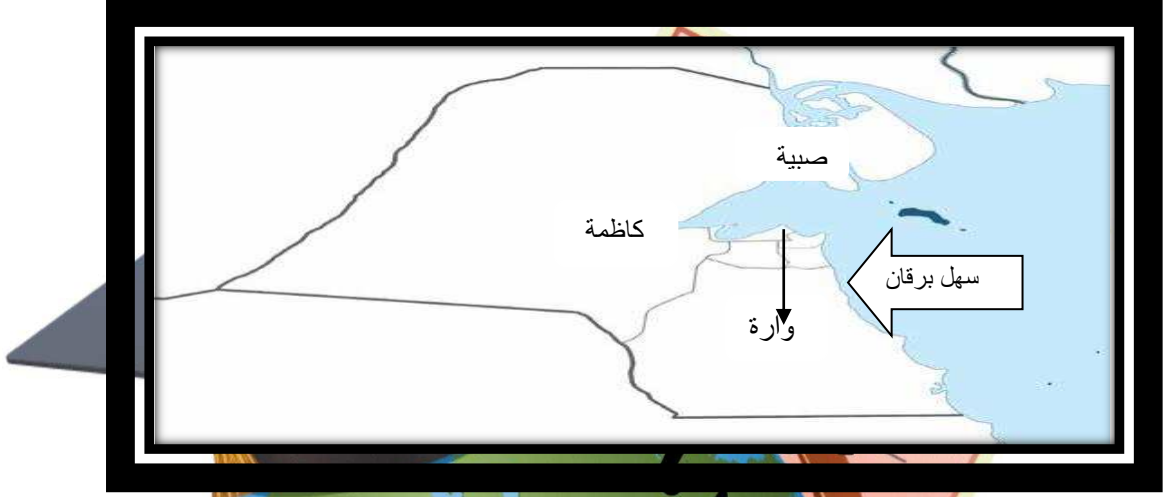 صبية
كاظمة
سهل برقان
وارة